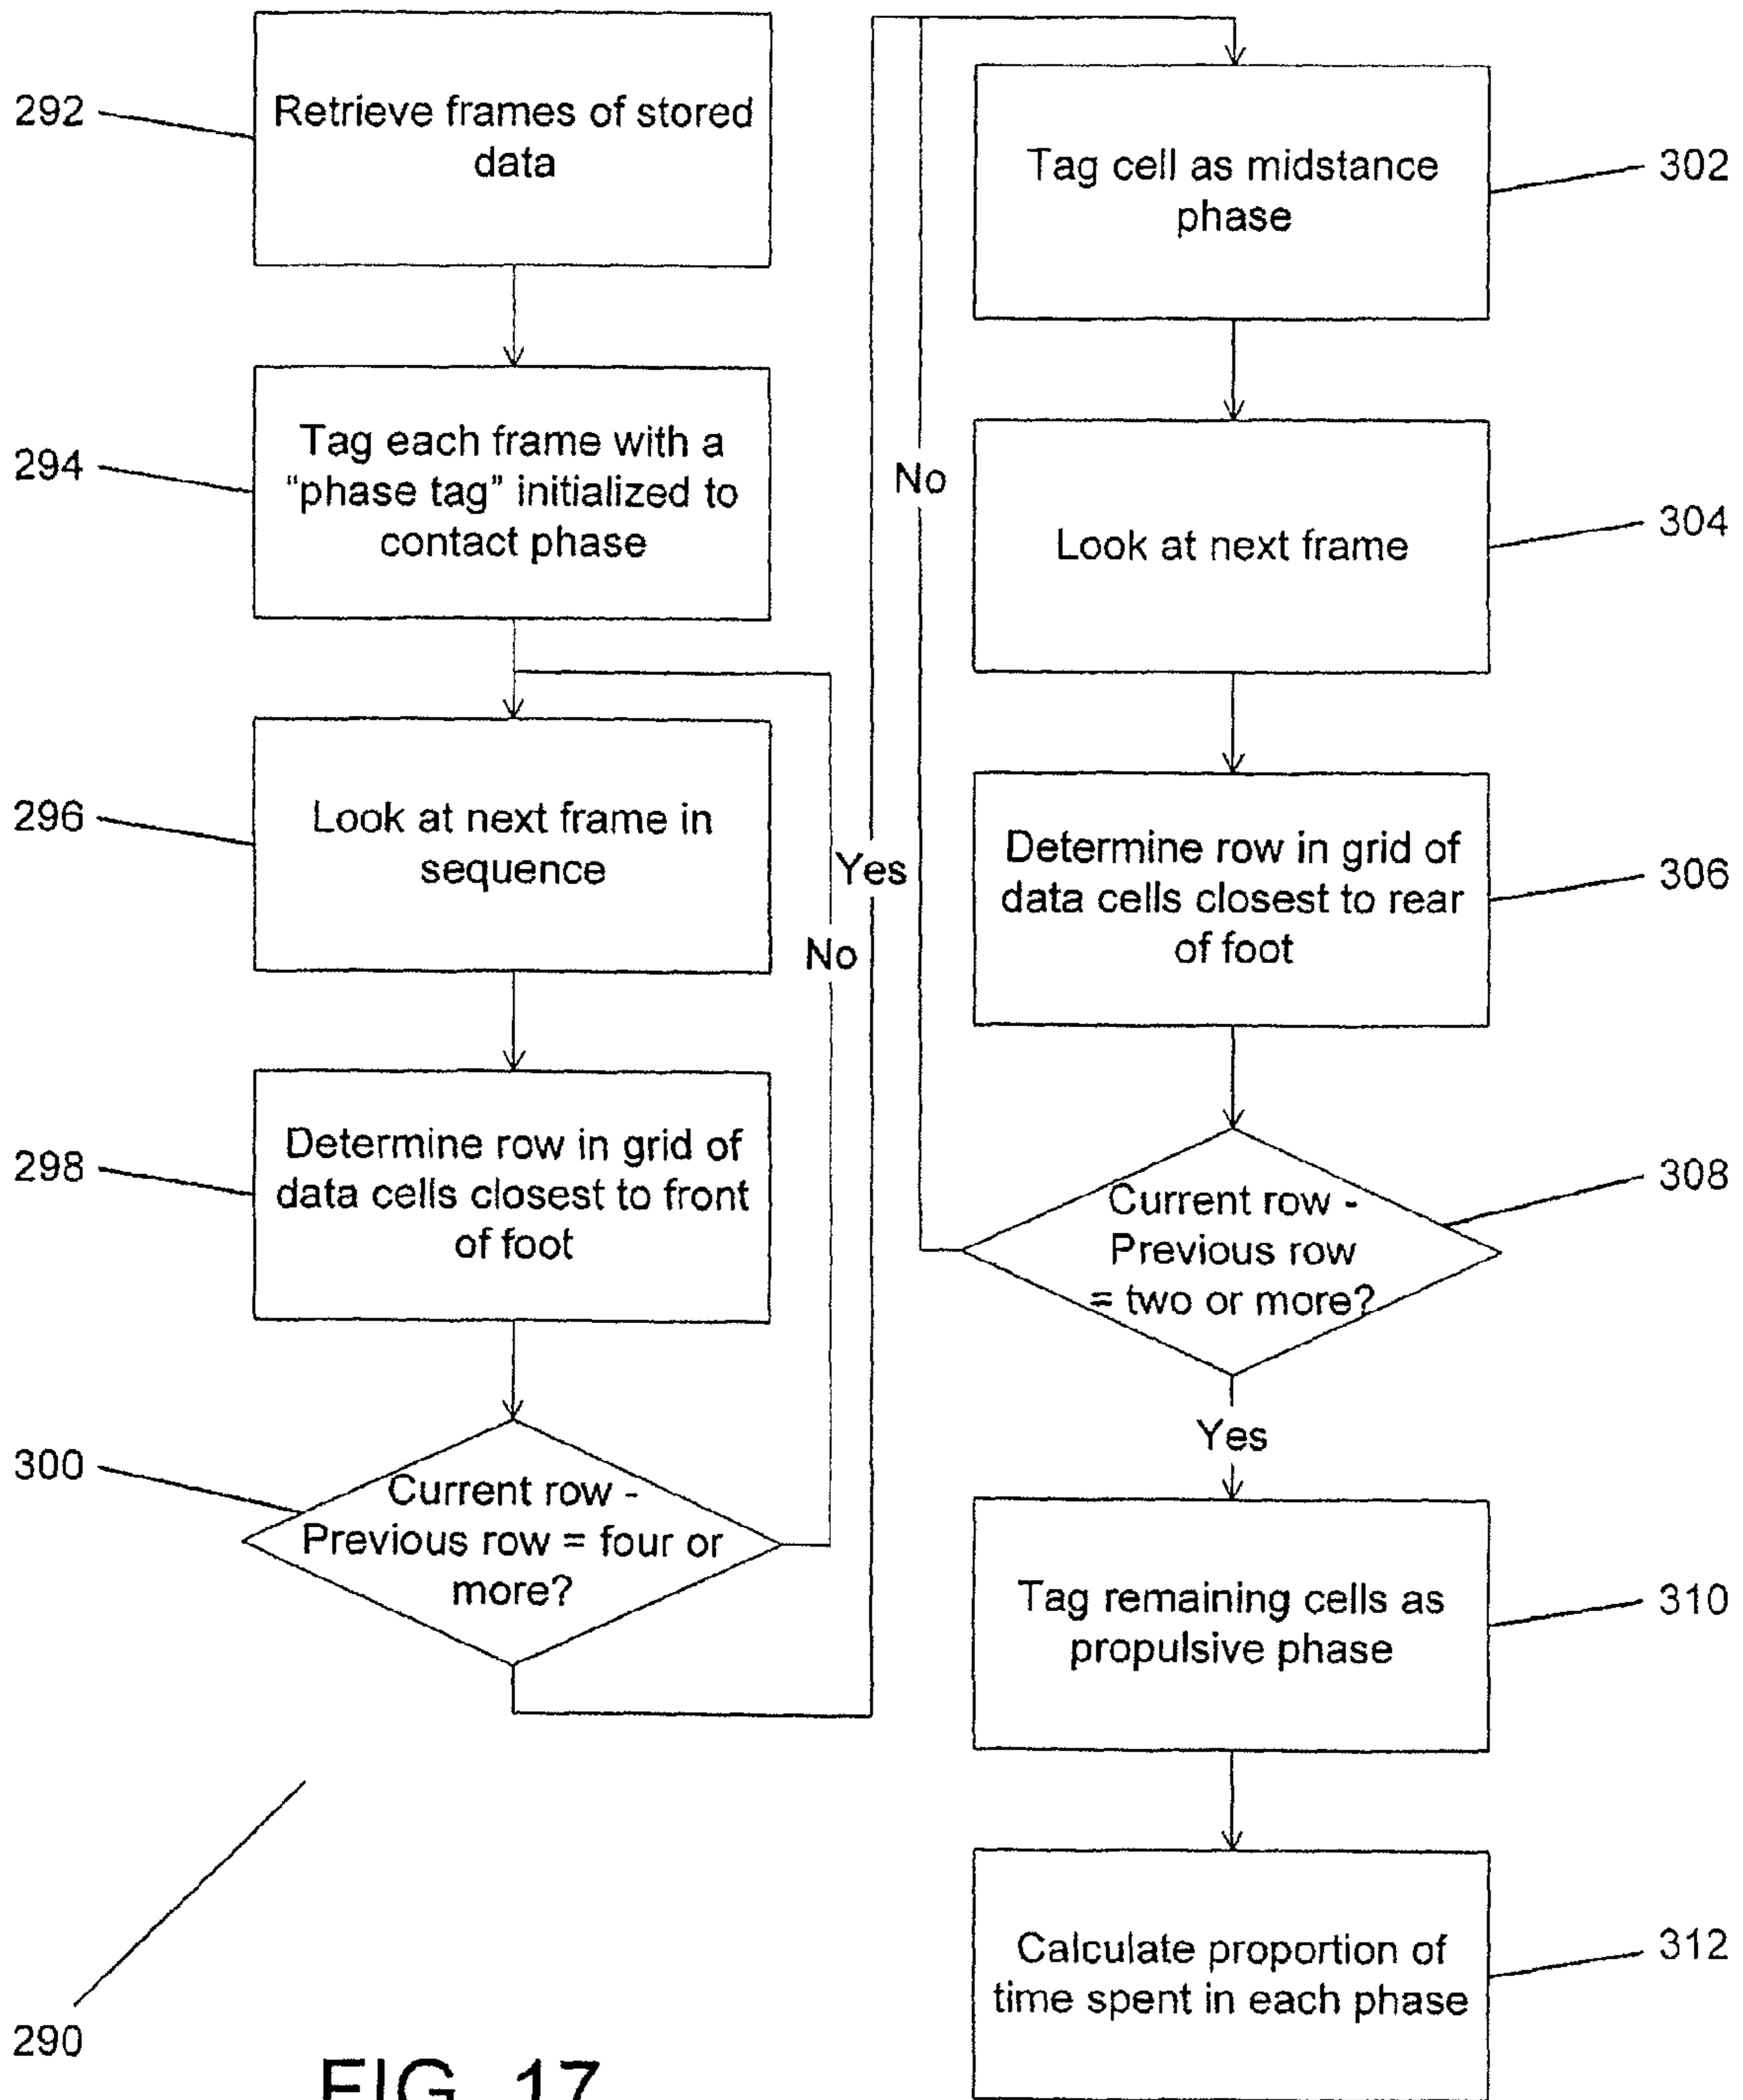 292
Retrieve frames of stored
data
294
Tag each frame with a
“phase tag” initialized to
contact phase
296
Look at next frame in
sequence
298
Determine row in grid of
data cells closest to front
of foot
300
Current row -
Previous row = four or
more?
No
Yes
No
302
Tag cell as midstance
phase
304
Look at next frame
306
Determine row in grid of
data cells closest to rear
of foot
308
Current row -
Previous row
= two or more?
Yes
310
Tag remaining cells as
propulsive phase
312
Calculate proportion of
time spent in each phase
290
FIG. 17